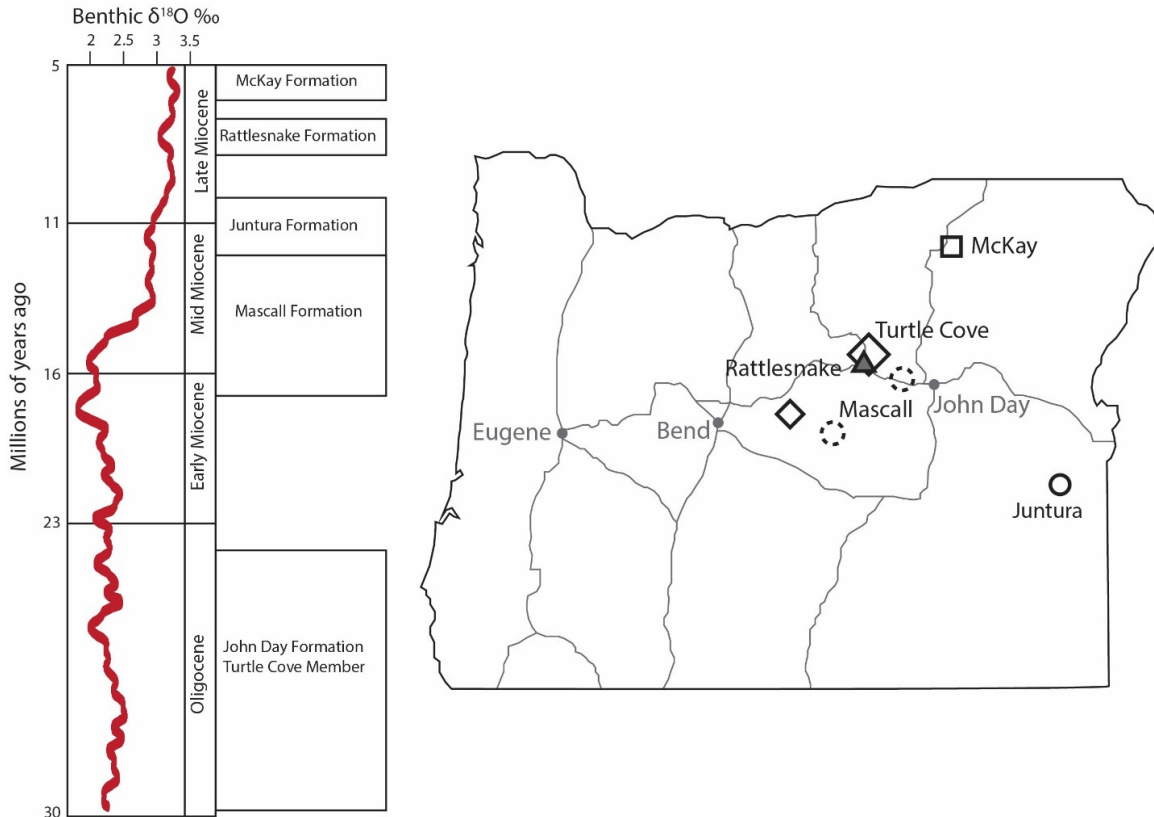 Benthic δ¹⁸O ‰
2 2.5 3 3.5
5
11
16
23
30
Millions of years ago
Late Miocene
Mid Miocene
Early Miocene
Oligocene
McKay Formation
Rattlesnake Formation
Juntura Formation
Mascall Formation
John Day Formation
Turtle Cove Member
McKay
Turtle Cove
Rattlesnake
Mascall
John Day
Eugene
Bend
Juntura